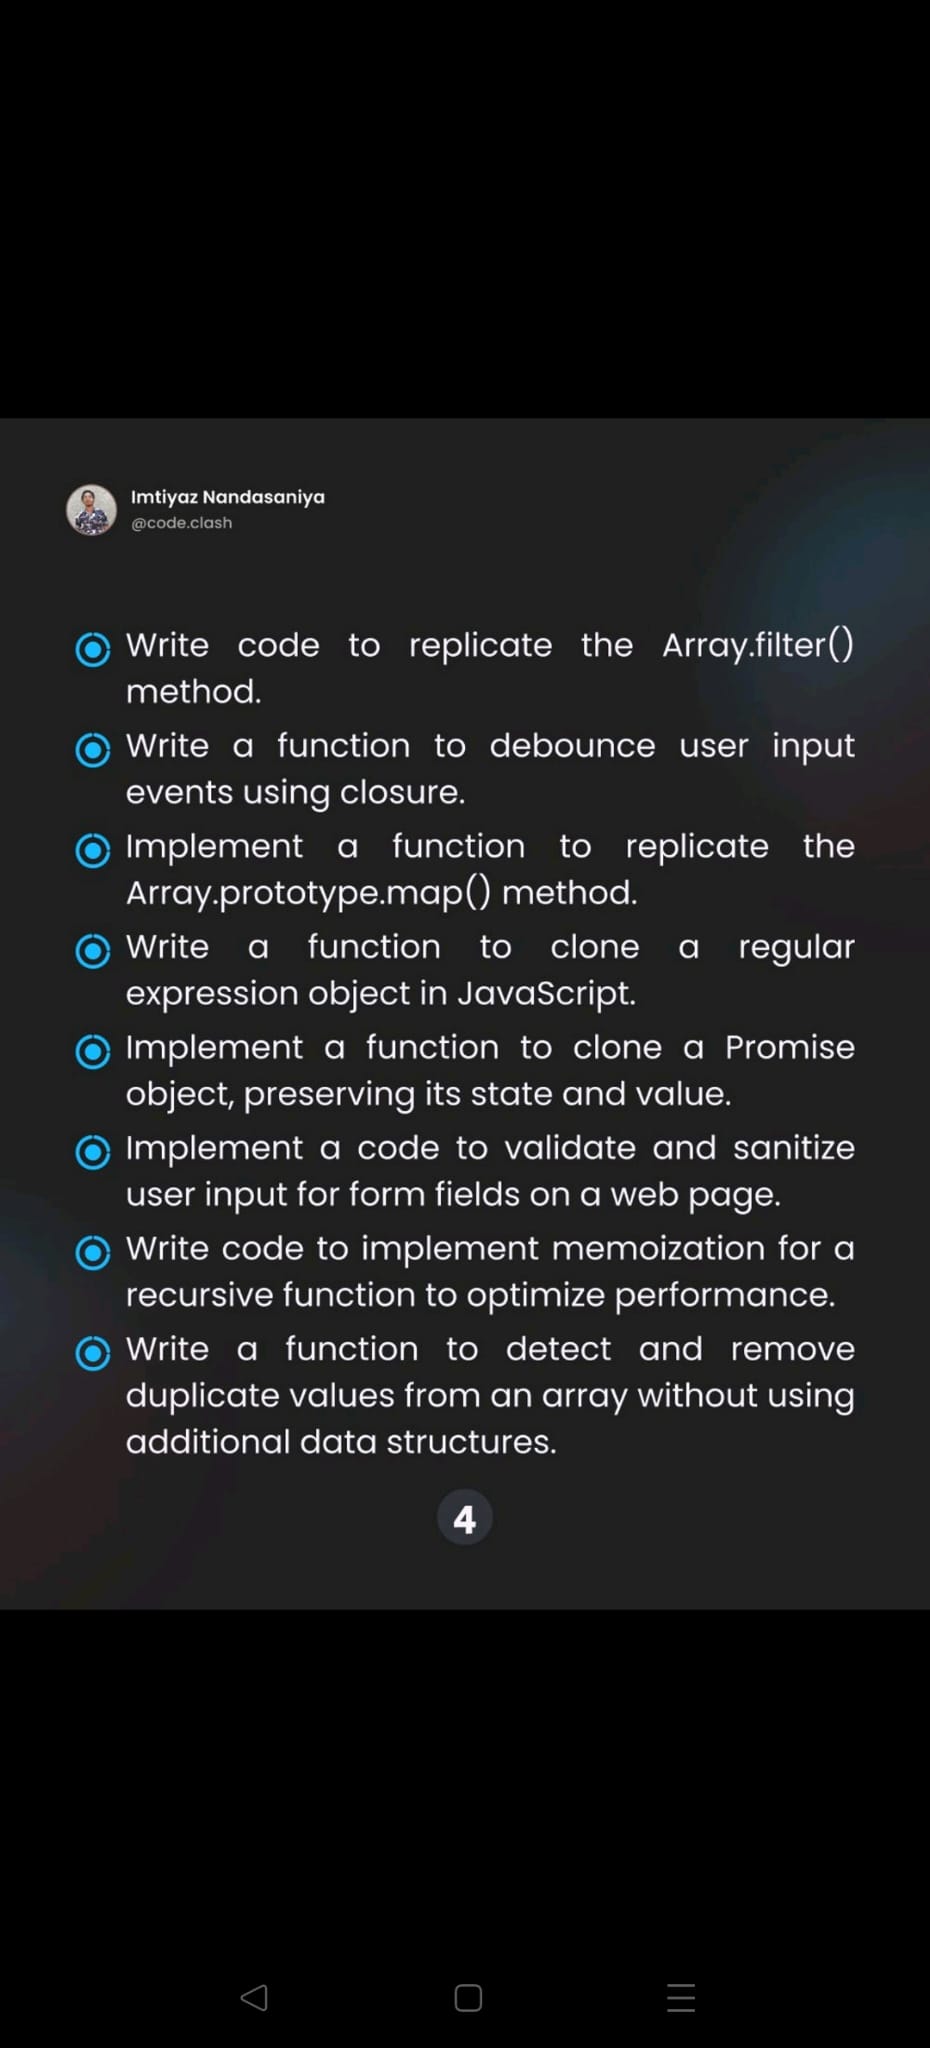 Imtiyaz Nandasaniya
@code.clash
Write code to replicate the Array.filter()
method.
Write a function to debounce user input
events using closure.
Implement a function to replicate the
Array.prototype.map() method.
Write a function to clone a regular
expression object in JavaScript.
Implement a function to clone a Promise
object, preserving its state and value.
Implement a code to validate and sanitize
user input for form fields on a web page.
Write code to implement memoization for a
recursive function to optimize performance.
Write a function to detect and remove
duplicate values from an array without using
additional data structures.
4